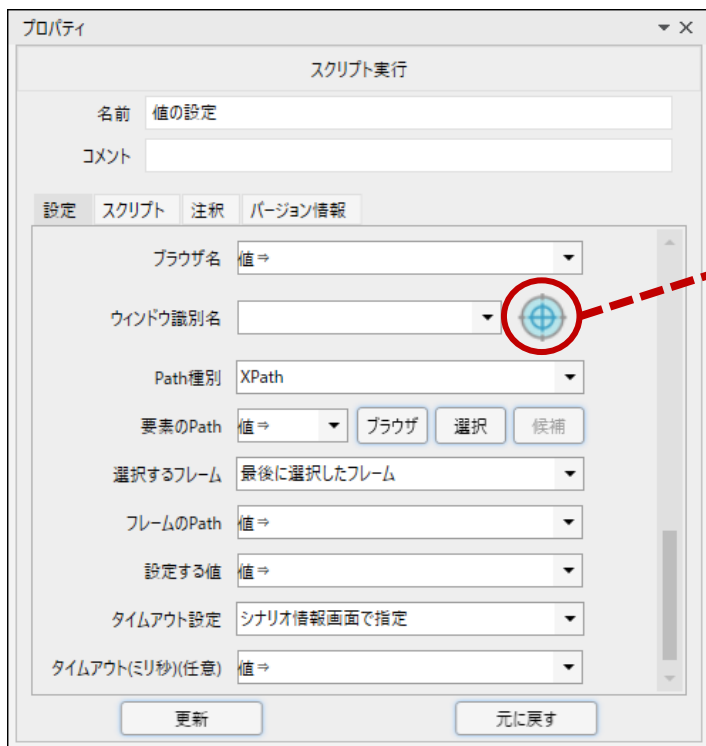 プロパティ
スクリプト実行
名前 値の設定
コメント
設定 スクリプト 注釈 バージョン情報
ブラウザ名 値⇒
ウィンドウ識別名
Path種別 XPath
要素のPath 値⇒ ブラウザ 選択 候補
選択するフレーム 最後に選択したフレーム
フレームのPath 値⇒
設定する値 値⇒
タイムアウト設定 シナリオ情報画面で指定
タイムアウト(ミリ秒)(任意) 値⇒
更新 元に戻す